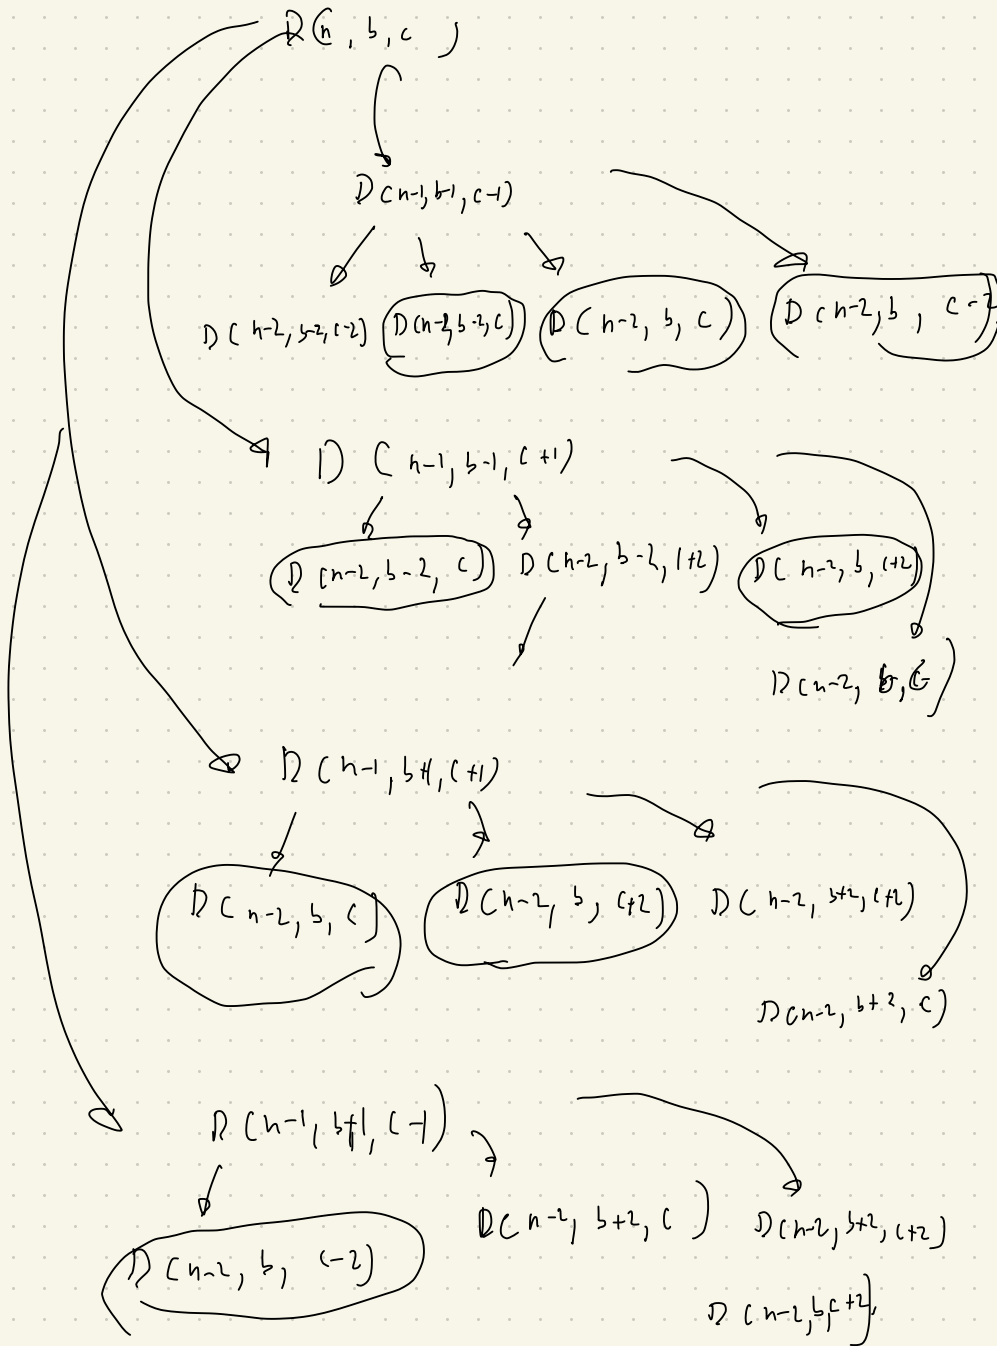 D(n, b, c )
D(n-1, b-1, c-1)
D( n-2, b-2, c-2) D(n-2, b-2, c) D( n-2, b, c) D(n-2, b, c-2)
D ( n-1, b-1, c+1)
D (n-2, b-2, c) D (n-2, b-2, c+2) D( n-2, b, c+2)
D(n-2, b, c)
D (n-1, b+1, c+1)
D( n-2, b, c) D(n-2, b, c+2) D( n-2, b+2, c+2)
D(n-2, b+2, c)
D (n-1, b+1, c-1)
D (n-2, b, c-2) D( n-2, b+2, c ) D(n-2, b+2, c+2)
D (n-2, b, c+2),